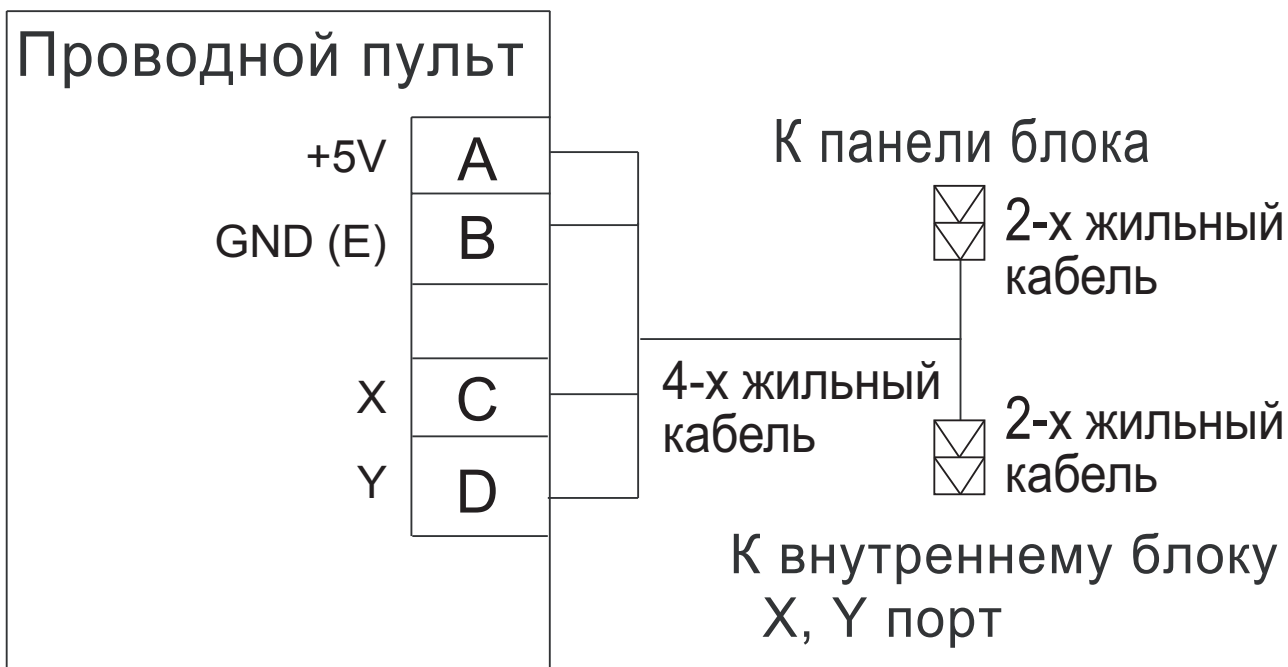 Проводной пульт
+5V
A
GND (E)
B
X
C
Y
D
4-х жильный
кабель
К панели блока
2-х жильный
кабель
2-х жильный
кабель
К внутреннему блоку
X, Y порт